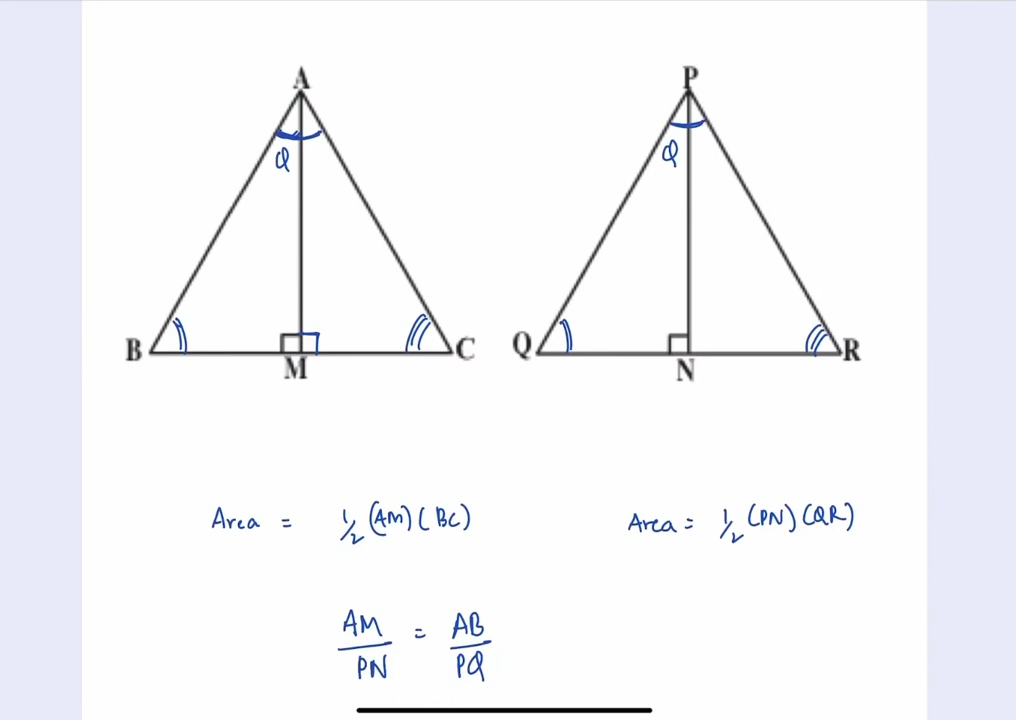 A P
Q Q
B M C Q N R
Area = 1/2 (AM) (BC) Area = 1/2 (PN) (QR)
AM/PN = AB/PQ